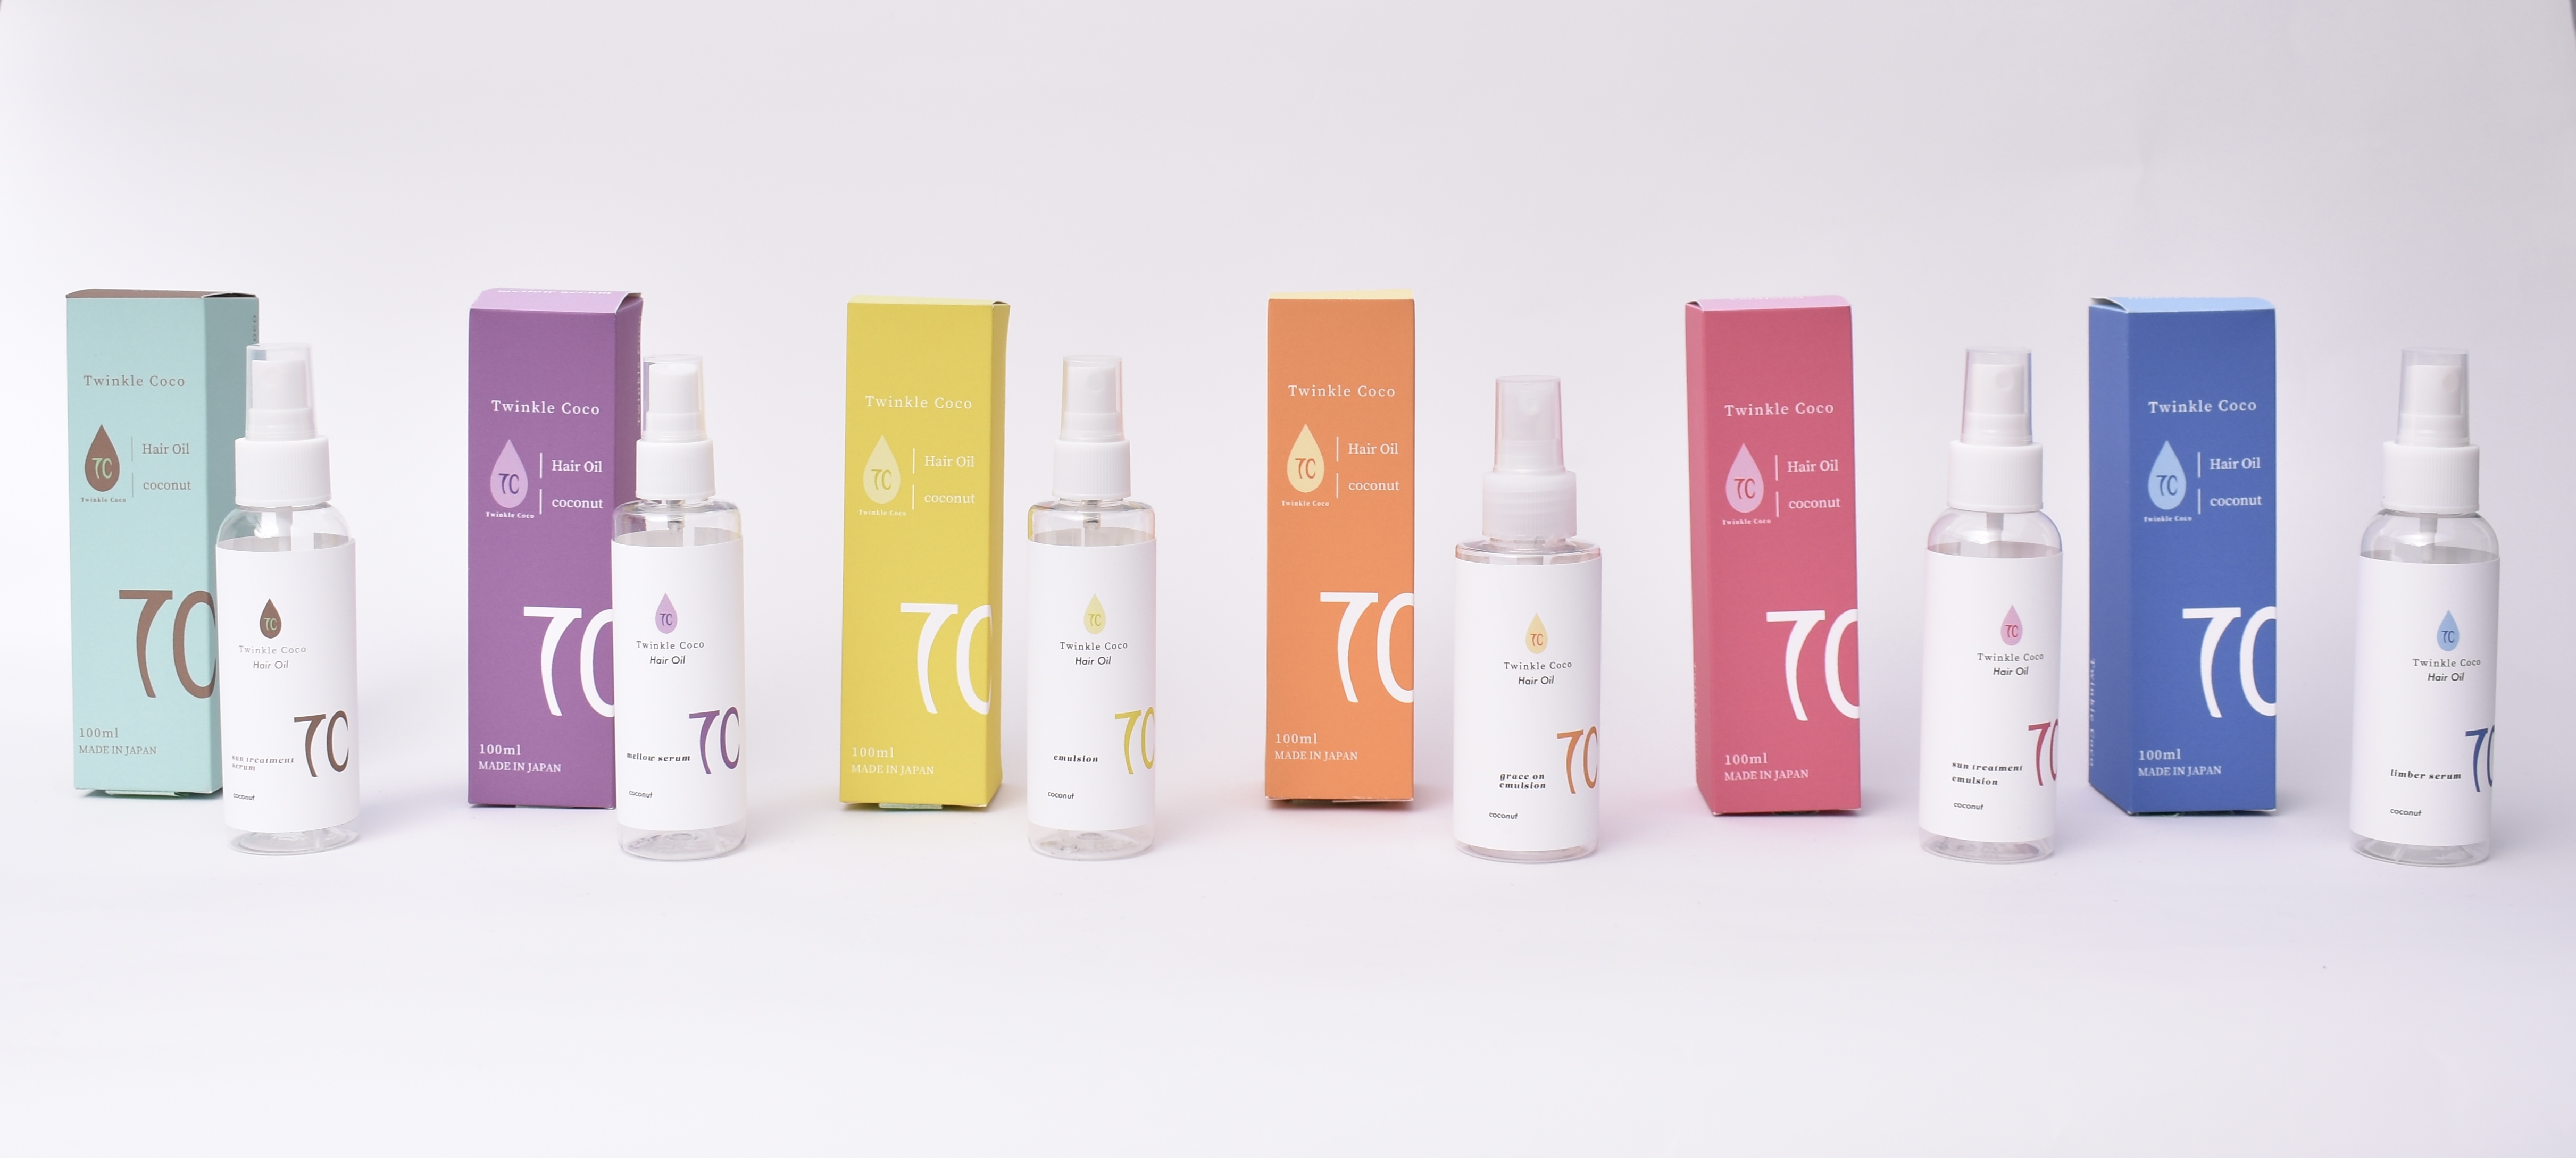 Twinkle Coco
TC
Hair Oil
coconut
Twinkle Coco
TC
100ml
MADE IN JAPAN
TC
Twinkle Coco
Hair Oil
TC
sun treatment
serum
coconut
mellow serum
Twinkle Coco
TC
Hair Oil
coconut
Twinkle Coco
TC
100ml
MADE IN JAPAN
TC
Twinkle Coco
Hair Oil
TC
mellow serum
coconut
Twinkle Coco
TC
Hair Oil
coconut
Twinkle Coco
TC
100ml
MADE IN JAPAN
TC
Twinkle Coco
Hair Oil
TC
emulsion
coconut
Twinkle Coco
TC
Hair Oil
coconut
Twinkle Coco
TC
100ml
MADE IN JAPAN
TC
Twinkle Coco
Hair Oil
TC
grace on
emulsion
coconut
Twinkle Coco
TC
Hair Oil
coconut
Twinkle Coco
TC
100ml
MADE IN JAPAN
TC
Twinkle Coco
Hair Oil
TC
sun treatment
emulsion
coconut
Twinkle Coco
TC
Hair Oil
coconut
Twinkle Coco
TC
100ml
MADE IN JAPAN
Twinkle Coco
TC
Twinkle Coco
Hair Oil
TC
limber serum
coconut